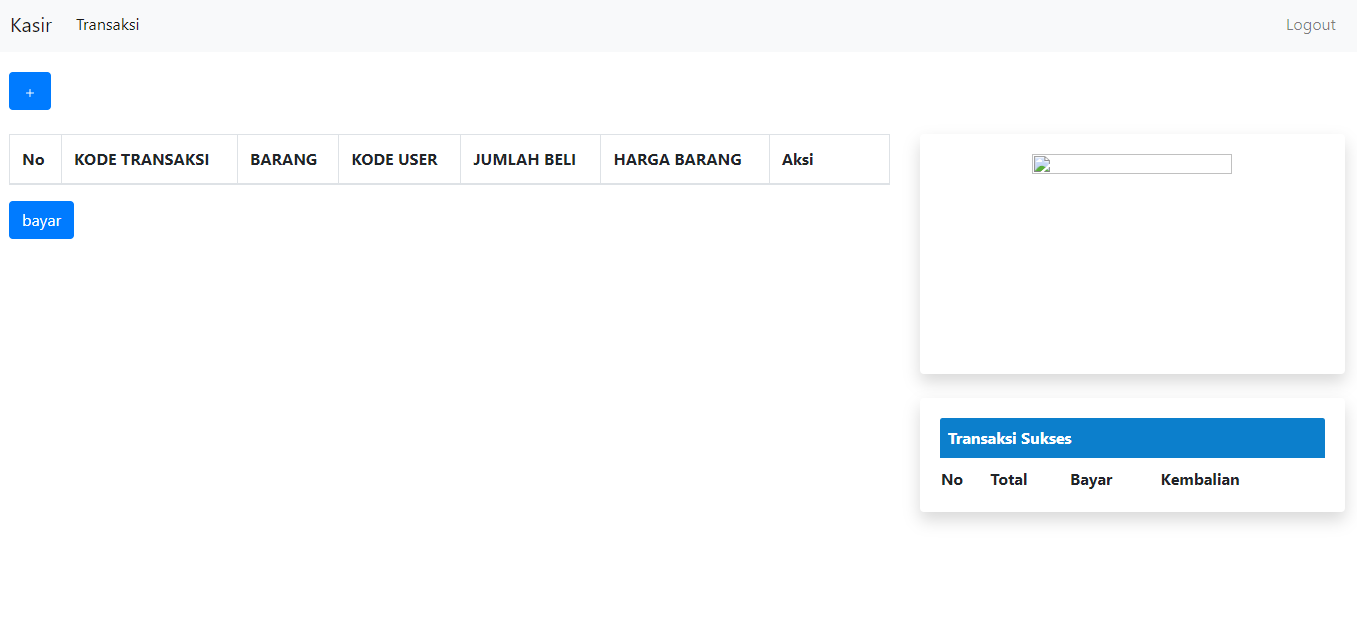 Kasir Transaksi Logout
+
No KODE TRANSAKSI BARANG KODE USER JUMLAH BELI HARGA BARANG Aksi
bayar
Transaksi Sukses
No Total Bayar Kembalian